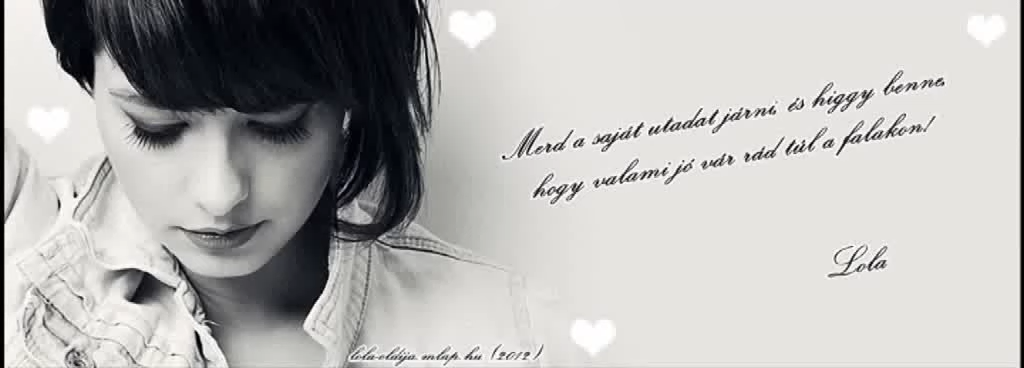 Merd a saját utadat járni, és higgy benne,
hogy valami jó vár rád túl a falakon!
Lola
lola-oldija.mlap.hu (2012)